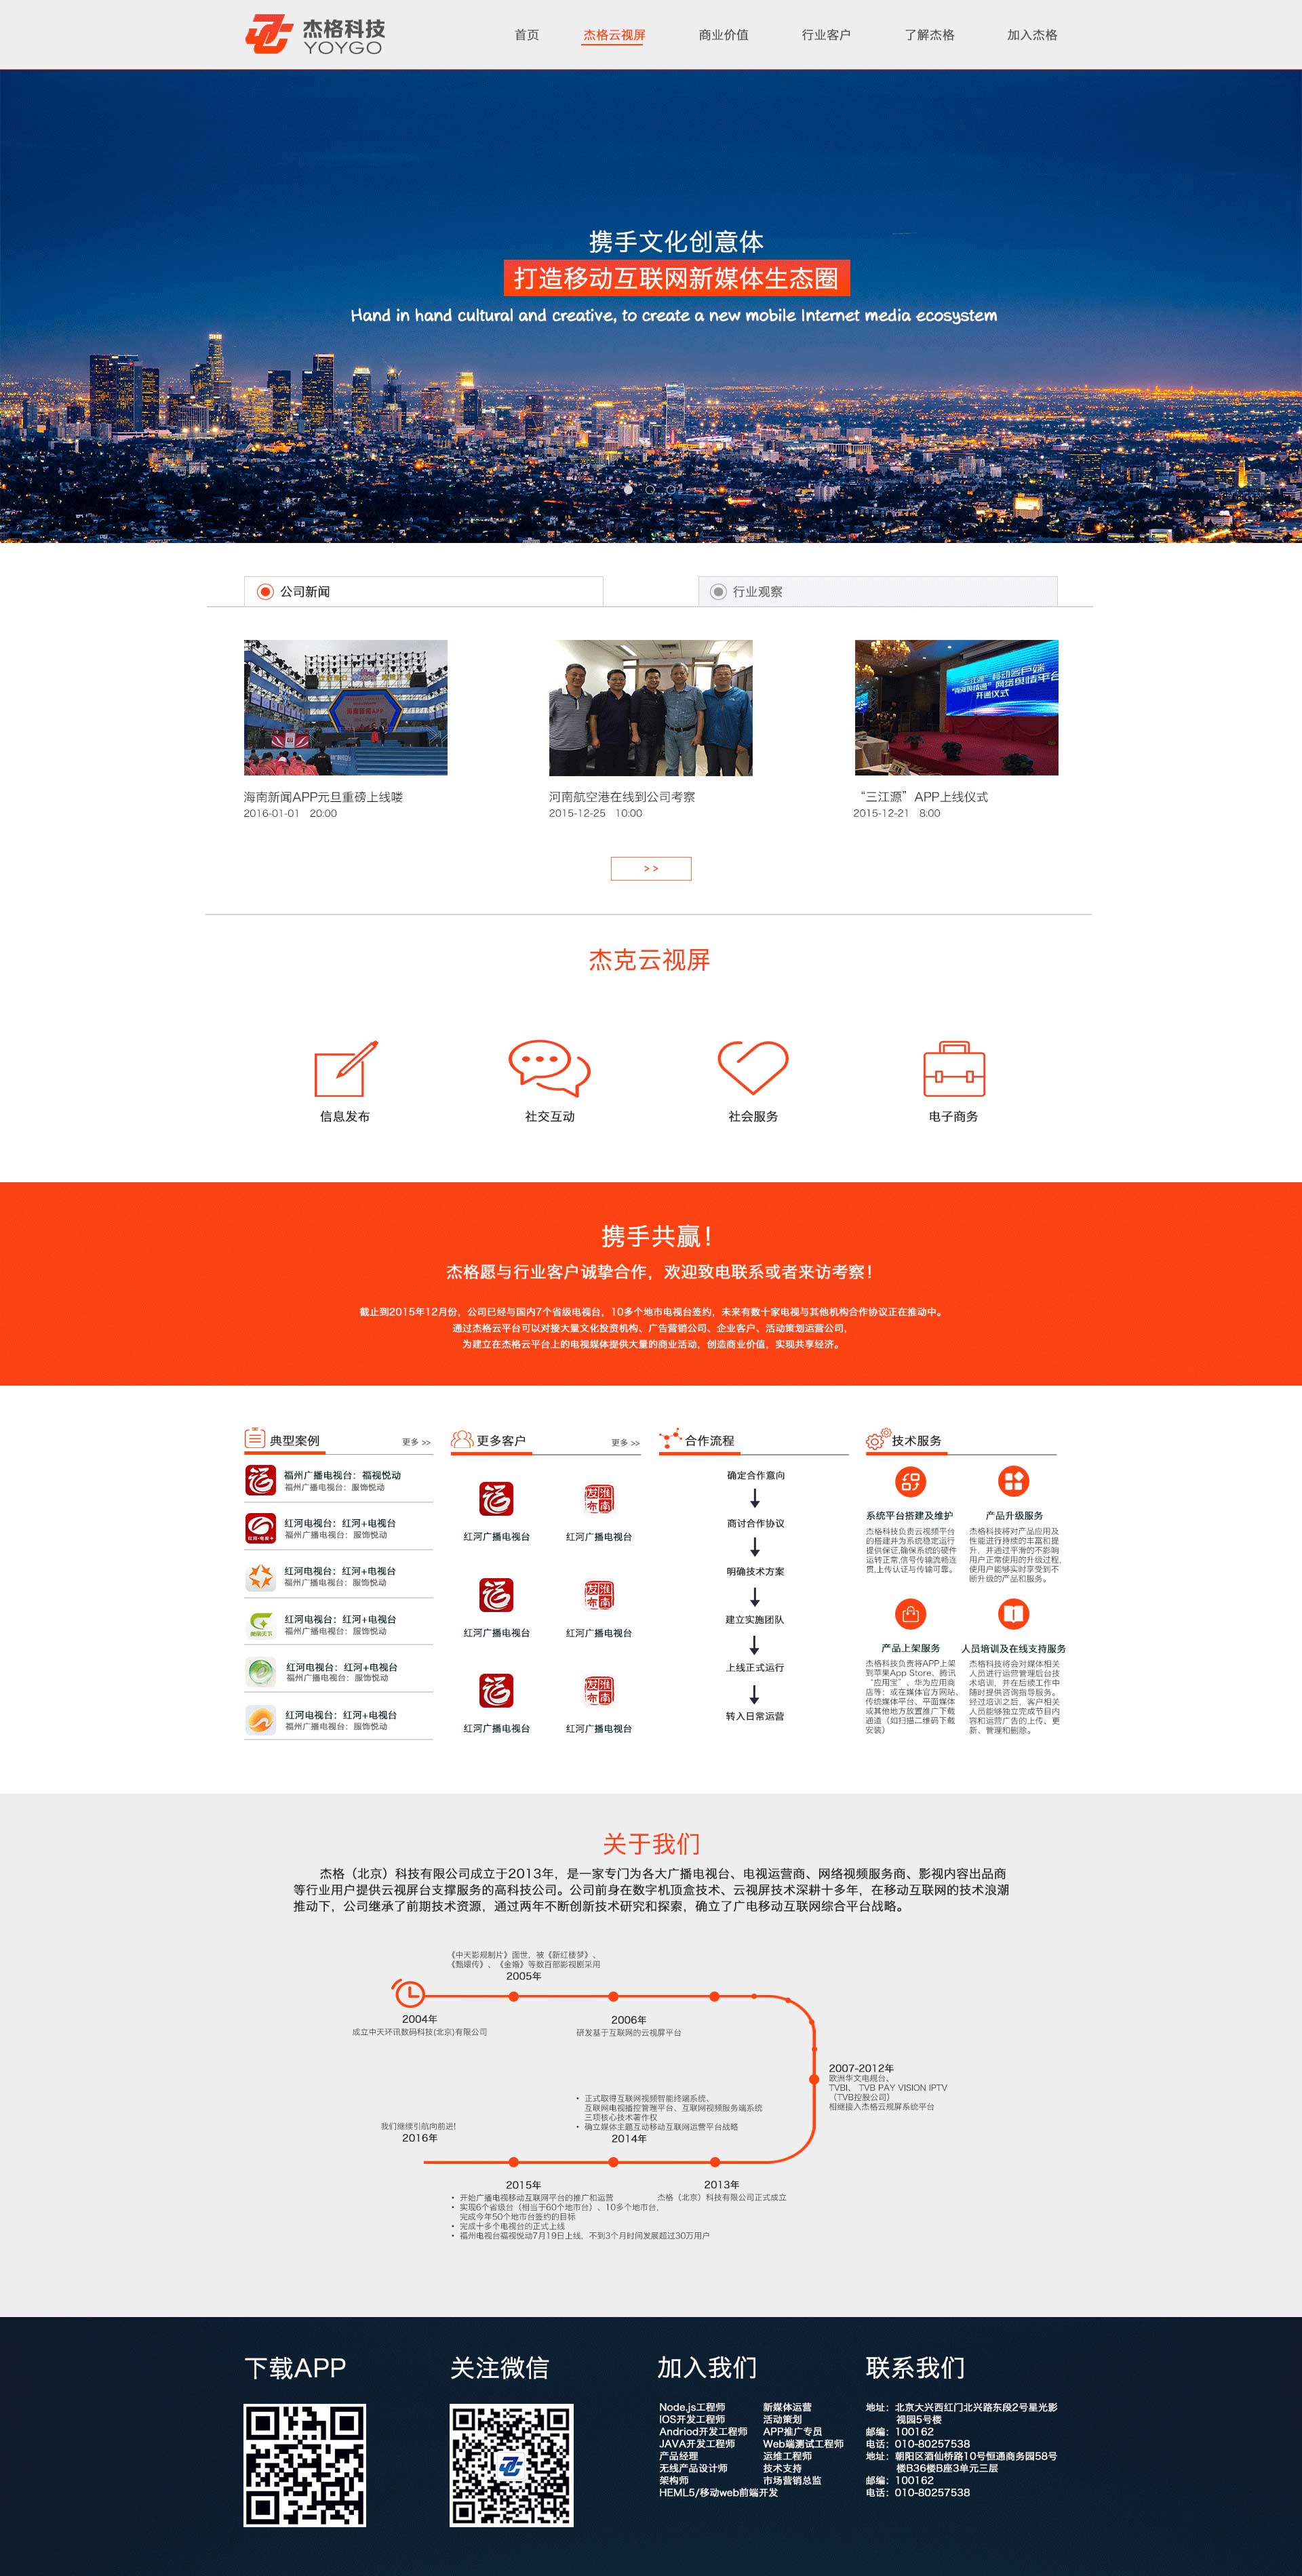 杰格科技
YOYGO
首页
杰格云视屏
商业价值
行业客户
了解杰格
加入杰格
携手文化创意体
打造移动互联网新媒体生态圈
Hand in hand cultural and creative, to create a new mobile Internet media ecosystem
公司新闻
行业观察
"三江源"移动客户端
开通仪式
海南新闻APP元旦重磅上线喽
2016-01-01 20:00
河南航空港在线到公司考察
2015-12-25 10:00
“三江源”APP上线仪式
2015-12-21 8:00
> >
杰克云视屏
信息发布
社交互动
社会服务
电子商务
携手共赢！
杰格愿与行业客户诚挚合作，欢迎致电联系或者来访考察！
截止到2015年12月份，公司已经与国内7个省级电视台，10多个地市电视台签约，未来有数十家电视与其他机构合作协议正在推动中。
通过杰格云平台可以对接大量文化投资机构、广告营销公司、企业客户、活动策划运营公司，
为建立在杰格云平台上的电视媒体提供大量的商业活动，创造商业价值，实现共享经济。
典型案例
更多 >>
福州广播电视台：福视悦动
福州广播电视台：服饰悦动
红河电视台：红河+电视台
福州广播电视台：服饰悦动
红河电视台：红河+电视台
福州广播电视台：服饰悦动
红河电视台：红河+电视台
福州广播电视台：服饰悦动
红河电视台：红河+电视台
福州广播电视台：服饰悦动
红河电视台：红河+电视台
福州广播电视台：服饰悦动
更多客户
更多 >>
淮南发布
红河广播电视台
红河广播电视台
淮南发布
红河广播电视台
红河广播电视台
淮南发布
红河广播电视台
红河广播电视台
合作流程
确定合作意向
商讨合作协议
明确技术方案
建立实施团队
上线正式运行
转入日常运营
技术服务
系统平台搭建及维护
杰格科技负责云视频平台
的搭建并为系统稳定运行
提供保证,确保系统的硬件
运转正常,信号传输流畅连
贯,上传认证与传输可靠。
产品升级服务
杰格科技将对产品应用及
性能进行持续的丰富和提
升，并通过平滑的不影响
用户正常使用的升级过程,
使用户能够实时享受到不
断升级的产品和服务。
产品上架服务
杰格科技负责将APP上架
到苹果App Store、腾讯
“应用宝”，华为应用商
店等；或在媒体官方网站、
传统媒体平台、平面媒体
或其他地方放置推广下载
通道（如扫描二维码下载
安装）
人员培训及在线支持服务
杰格科技将会对媒体相关
人员进行运营管理后台技
术培训，并在后续工作中
随时提供咨询指导服务。
经过培训之后，客户相关
人员能够独立完成节目内
容和运营广告的上传、更
新、管理和删除。
关于我们
杰格（北京）科技有限公司成立于2013年，是一家专门为各大广播电视台、电视运营商、网络视频服务商、影视内容出品商
等行业用户提供云视屏台支撑服务的高科技公司。公司前身在数字机顶盒技术、云视屏技术深耕十多年，在移动互联网的技术浪潮
推动下，公司继承了前期技术资源，通过两年不断创新技术研究和探索，确立了广电移动互联网综合平台战略。
《中天影规制片》面世，被《新红楼梦》、
《甄嬛传》、《金婚》等数百部影视剧采用
2005年
2004年
成立中天环讯数码科技(北京)有限公司
2006年
研发基于互联网的云视屏平台
2007-2012年
欧洲华文电视台、
TVBI、 TVB PAY VISION IPTV
（TVB控股公司）
相继接入杰格云规屏系统平台
• 正式取得互联网视频智能终端系统、
互联网电视播控管理平台、互联网视频服务端系统
三项核心技术著作权
• 确立媒体主题互动移动互联网运营平台战略
2014年
我们继续引航向前进!
2016年
2015年
• 开始广播电视移动互联网平台的推广和运营
• 实现6个省级台（相当于60个地市台）、10多个地市台,
完成今年50个地市台签约的目标
• 完成十多个电视台的正式上线
• 福州电视台福视悦动7月19日上线，不到3个月时间发展超过30万用户
2013年
杰格（北京）科技有限公司正式成立
下载APP
关注微信
加入我们
Node.js工程师
IOS开发工程师
Andriod开发工程师
JAVA开发工程师
产品经理
无线产品设计师
架构师
HEML5/移动web前端开发
新媒体运营
活动策划
APP推广专员
Web端测试工程师
运维工程师
技术支持
市场营销总监
联系我们
地址：北京大兴西红门北兴路东段2号星光影
视园5号楼
邮编：100162
电话：010-80257538
地址：朝阳区酒仙桥路10号恒通商务园58号
楼B36楼B座3单元三层
邮编：100162
电话：010-80257538